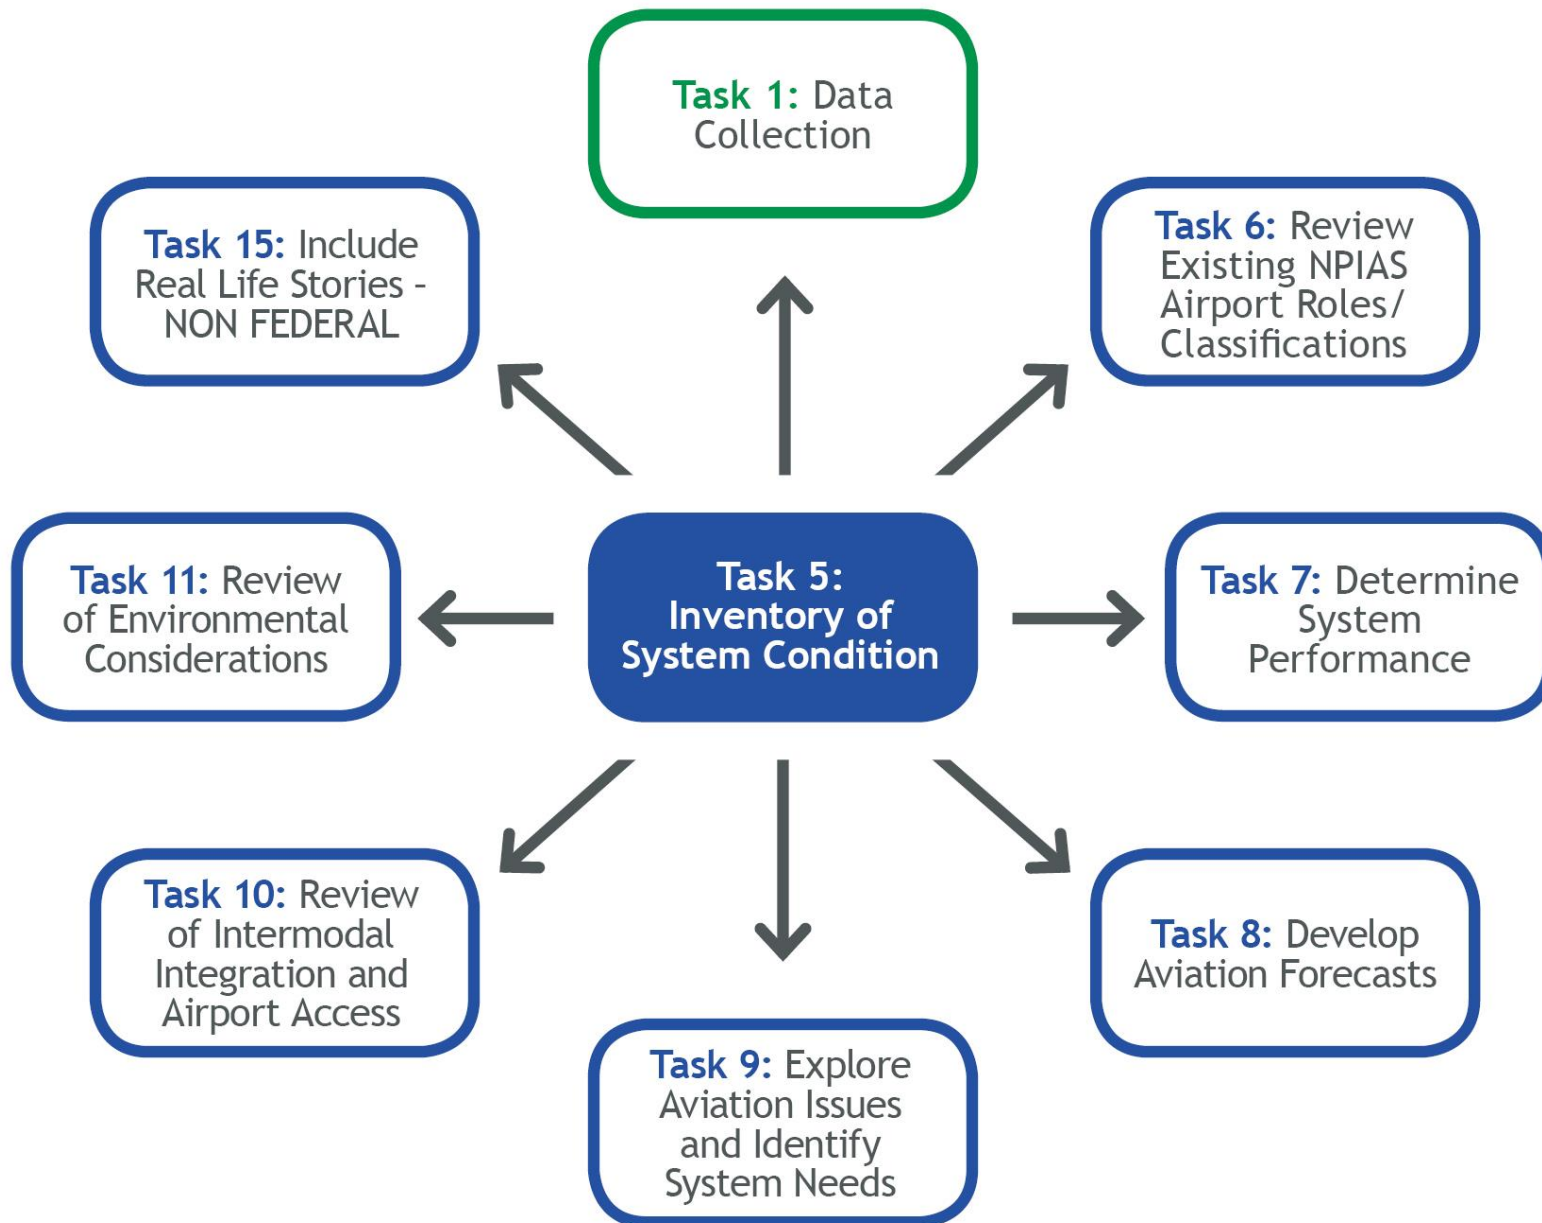 Task 1: Data
Collection
Task 15: Include
Real Life Stories –
NON FEDERAL
Task 6: Review
Existing NPIAS
Airport Roles/
Classifications
Task 11: Review
of Environmental
Considerations
Task 5:
Inventory of
System Condition
Task 7: Determine
System
Performance
Task 10: Review
of Intermodal
Integration and
Airport Access
Task 8: Develop
Aviation Forecasts
Task 9: Explore
Aviation Issues
and Identify
System Needs